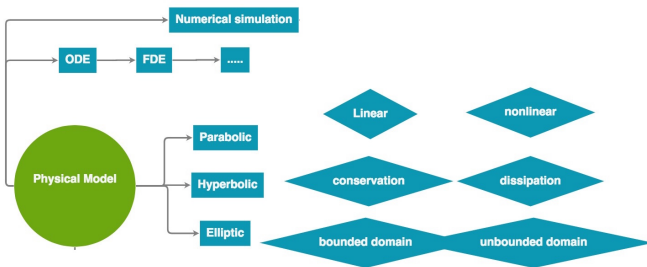 Numerical simulation
ODE FDE .....
Linear nonlinear
Parabolic
Physical Model Hyperbolic conservation dissipation
Elliptic bounded domain unbounded domain